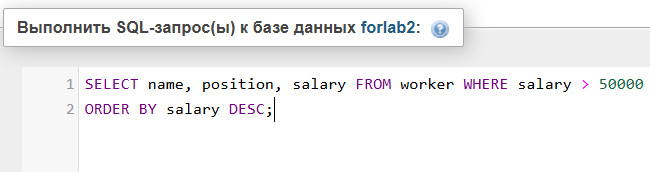 Выполнить SQL-запрос(ы) к базе данных forlab2:
1 SELECT name, position, salary FROM worker WHERE salary > 50000
2 ORDER BY salary DESC;